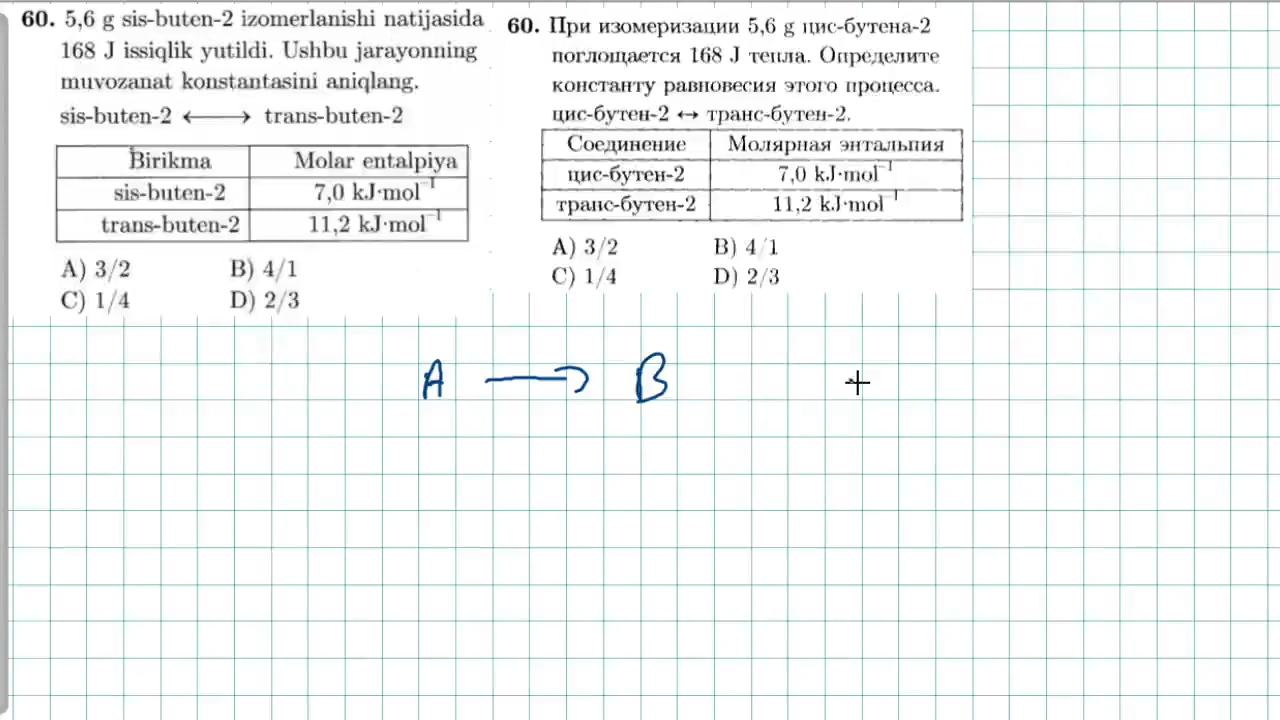 60. 5,6 g sis-buten-2 izomerlanishi natijasida
168 J issiqlik yutildi. Ushbu jarayonning
muvozanat konstantasini aniqlang.
sis-buten-2 ⟷ trans-buten-2
Birikma Molar entalpiya
sis-buten-2 7,0 kJ·mol⁻¹
trans-buten-2 11,2 kJ·mol⁻¹
A) 3/2 B) 4/1
C) 1/4 D) 2/3
60. При изомеризации 5,6 g цис-бутена-2
поглощается 168 J тепла. Определите
константу равновесия этого процесса.
цис-бутен-2 ↔ транс-бутен-2.
Соединение Молярная энтальпия
цис-бутен-2 7,0 kJ·mol⁻¹
транс-бутен-2 11,2 kJ·mol⁻¹
A) 3/2 B) 4/1
C) 1/4 D) 2/3
A → B